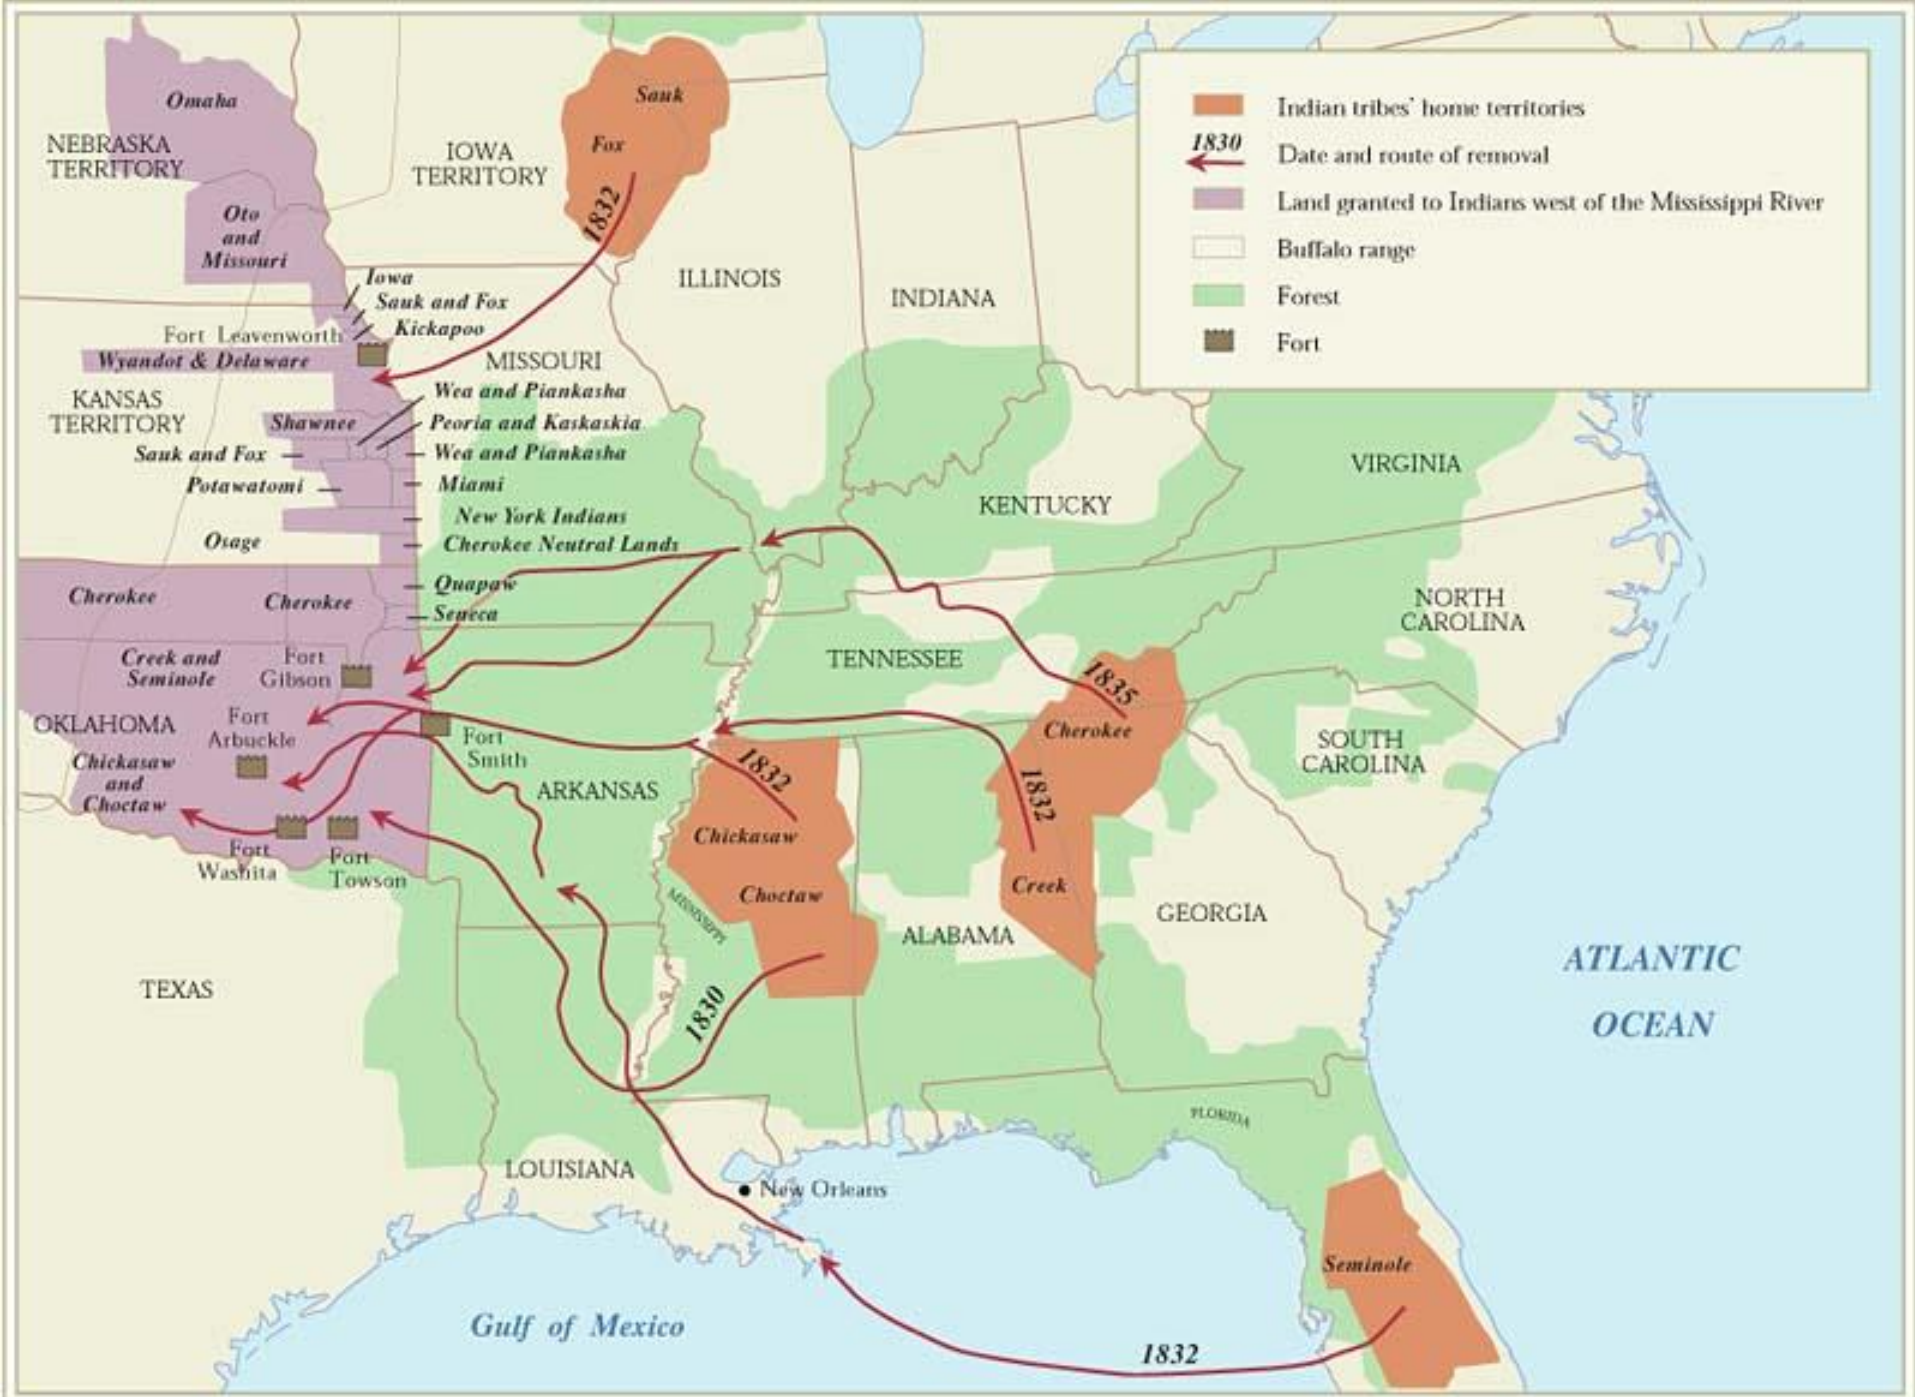 1830
Indian tribes' home territories
Date and route of removal
Land granted to Indians west of the Mississippi River
Buffalo range
Forest
Fort
Omaha
NEBRASKA
TERRITORY
Oto
and
Missouri
IOWA
TERRITORY
Sauk
Fox
1832
Iowa
Sauk and Fox
Kickapoo
Fort Leavenworth
Wyandot & Delaware
KANSAS
TERRITORY
Shawnee
Sauk and Fox
Potawatomi
Osage
MISSOURI
Wea and Piankasha
Peoria and Kaskaskia
Wea and Piankasha
Miami
New York Indians
Cherokee Neutral Lands
Quapaw
Seneca
ILLINOIS
INDIANA
KENTUCKY
VIRGINIA
NORTH
CAROLINA
TENNESSEE
SOUTH
CAROLINA
Cherokee
Cherokee
Creek and
Seminole
Fort
Gibson
OKLAHOMA
Fort
Arbuckle
Chickasaw
and
Choctaw
Fort
Smith
Fort
Washita
Fort
Towson
ARKANSAS
1832
Chickasaw
Choctaw
MISSISSIPPI
1830
1835
Cherokee
1832
Creek
ALABAMA
GEORGIA
TEXAS
LOUISIANA
New Orleans
FLORIDA
Seminole
1832
Gulf of Mexico
ATLANTIC
OCEAN